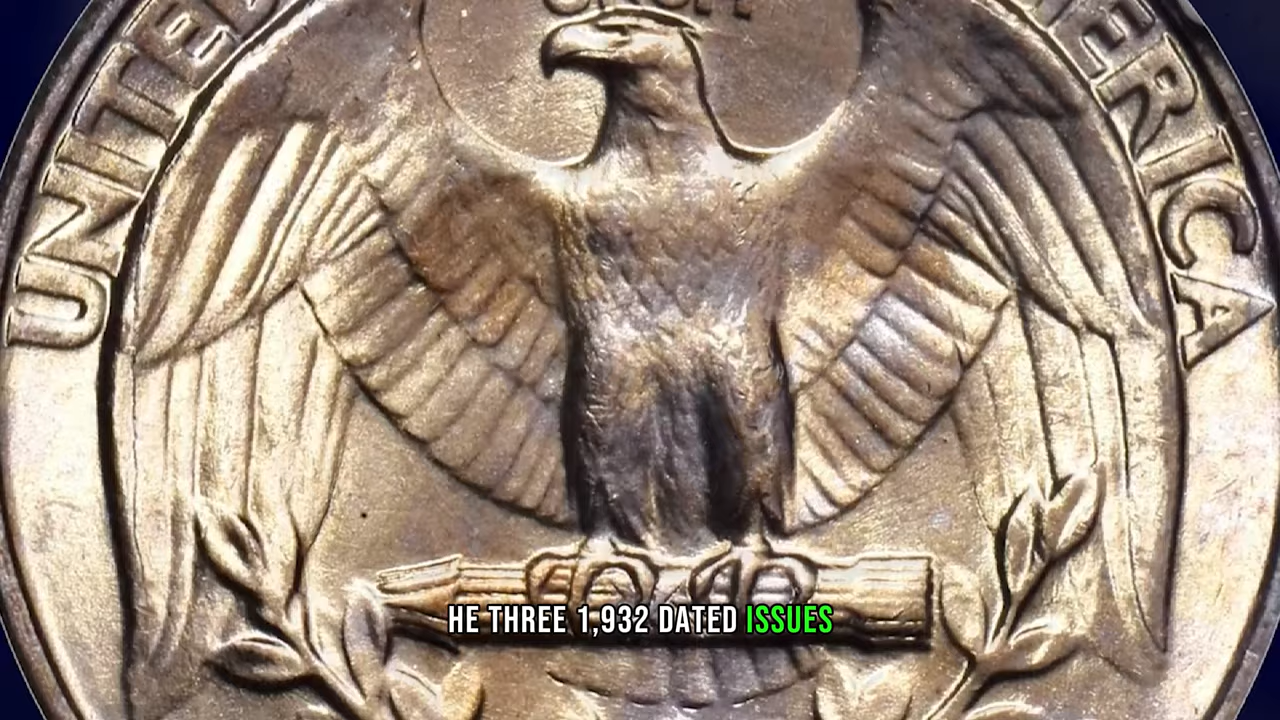 UNITED
ERICA
HE THREE 1,932 DATED ISSUES